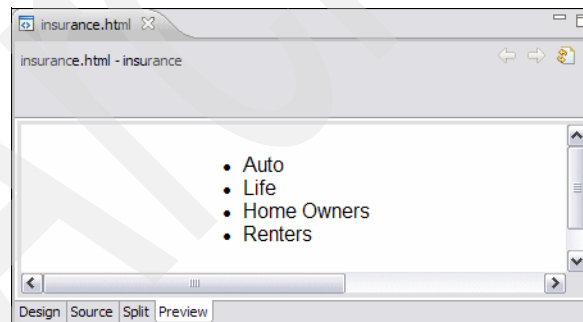 insurance.html
insurance.html - insurance
Auto
Life
Home Owners
Renters
Design Source Split Preview